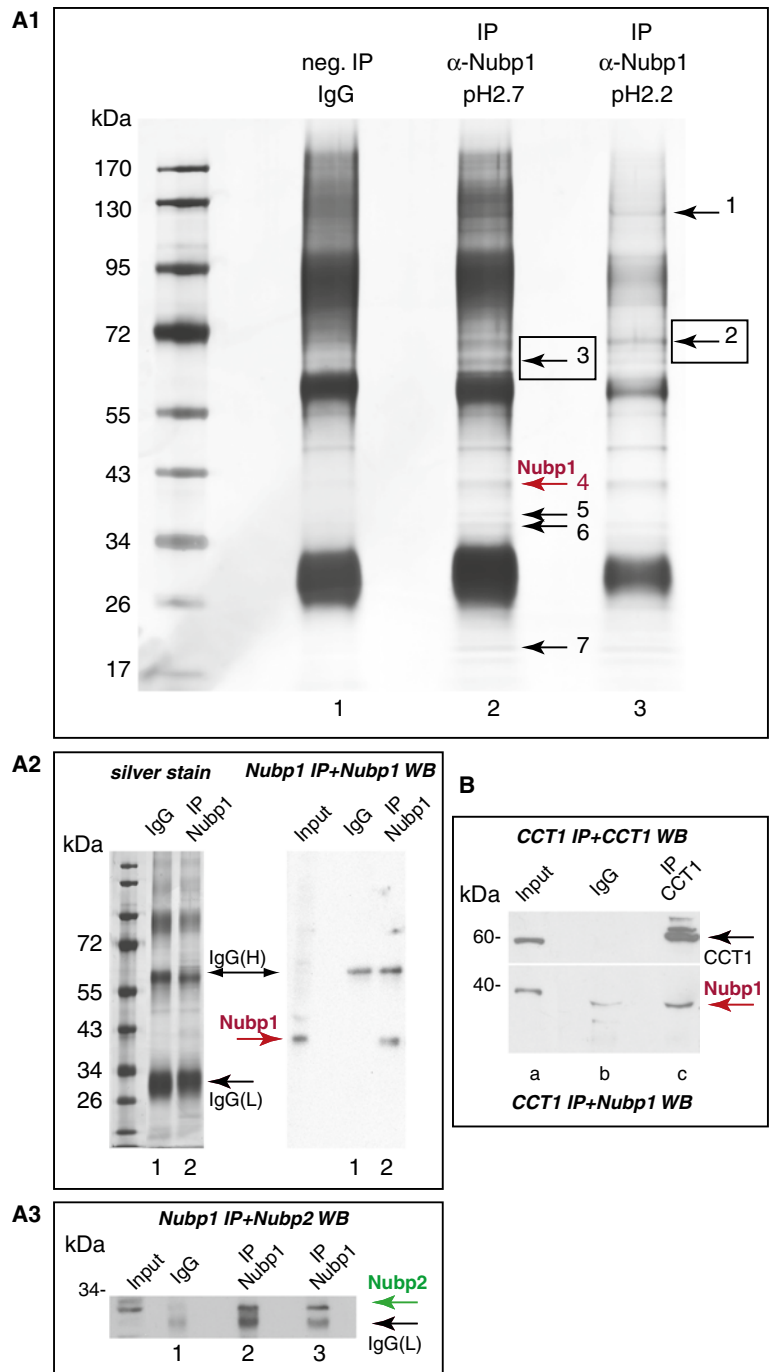 A1
neg. IP
IgG
IP
α-Nubp1
pH2.7
IP
α-Nubp1
pH2.2
kDa
170
130
95
72
55
43
34
26
17
1
2
3
Nubp1
4
5
6
7
1
2
3
A2
silver stain
Nubp1 IP+Nubp1 WB
kDa
IgG
IP
Nubp1
Input
IgG
IP
Nubp1
72
55
43
34
26
IgG(H)
Nubp1
IgG(L)
1
2
1
2
B
CCT1 IP+CCT1 WB
kDa
Input
IgG
IP
CCT1
60-
CCT1
40-
Nubp1
a
b
c
CCT1 IP+Nubp1 WB
A3
Nubp1 IP+Nubp2 WB
kDa
34-
Input
IgG
IP
Nubp1
IP
Nubp1
Nubp2
IgG(L)
1
2
3